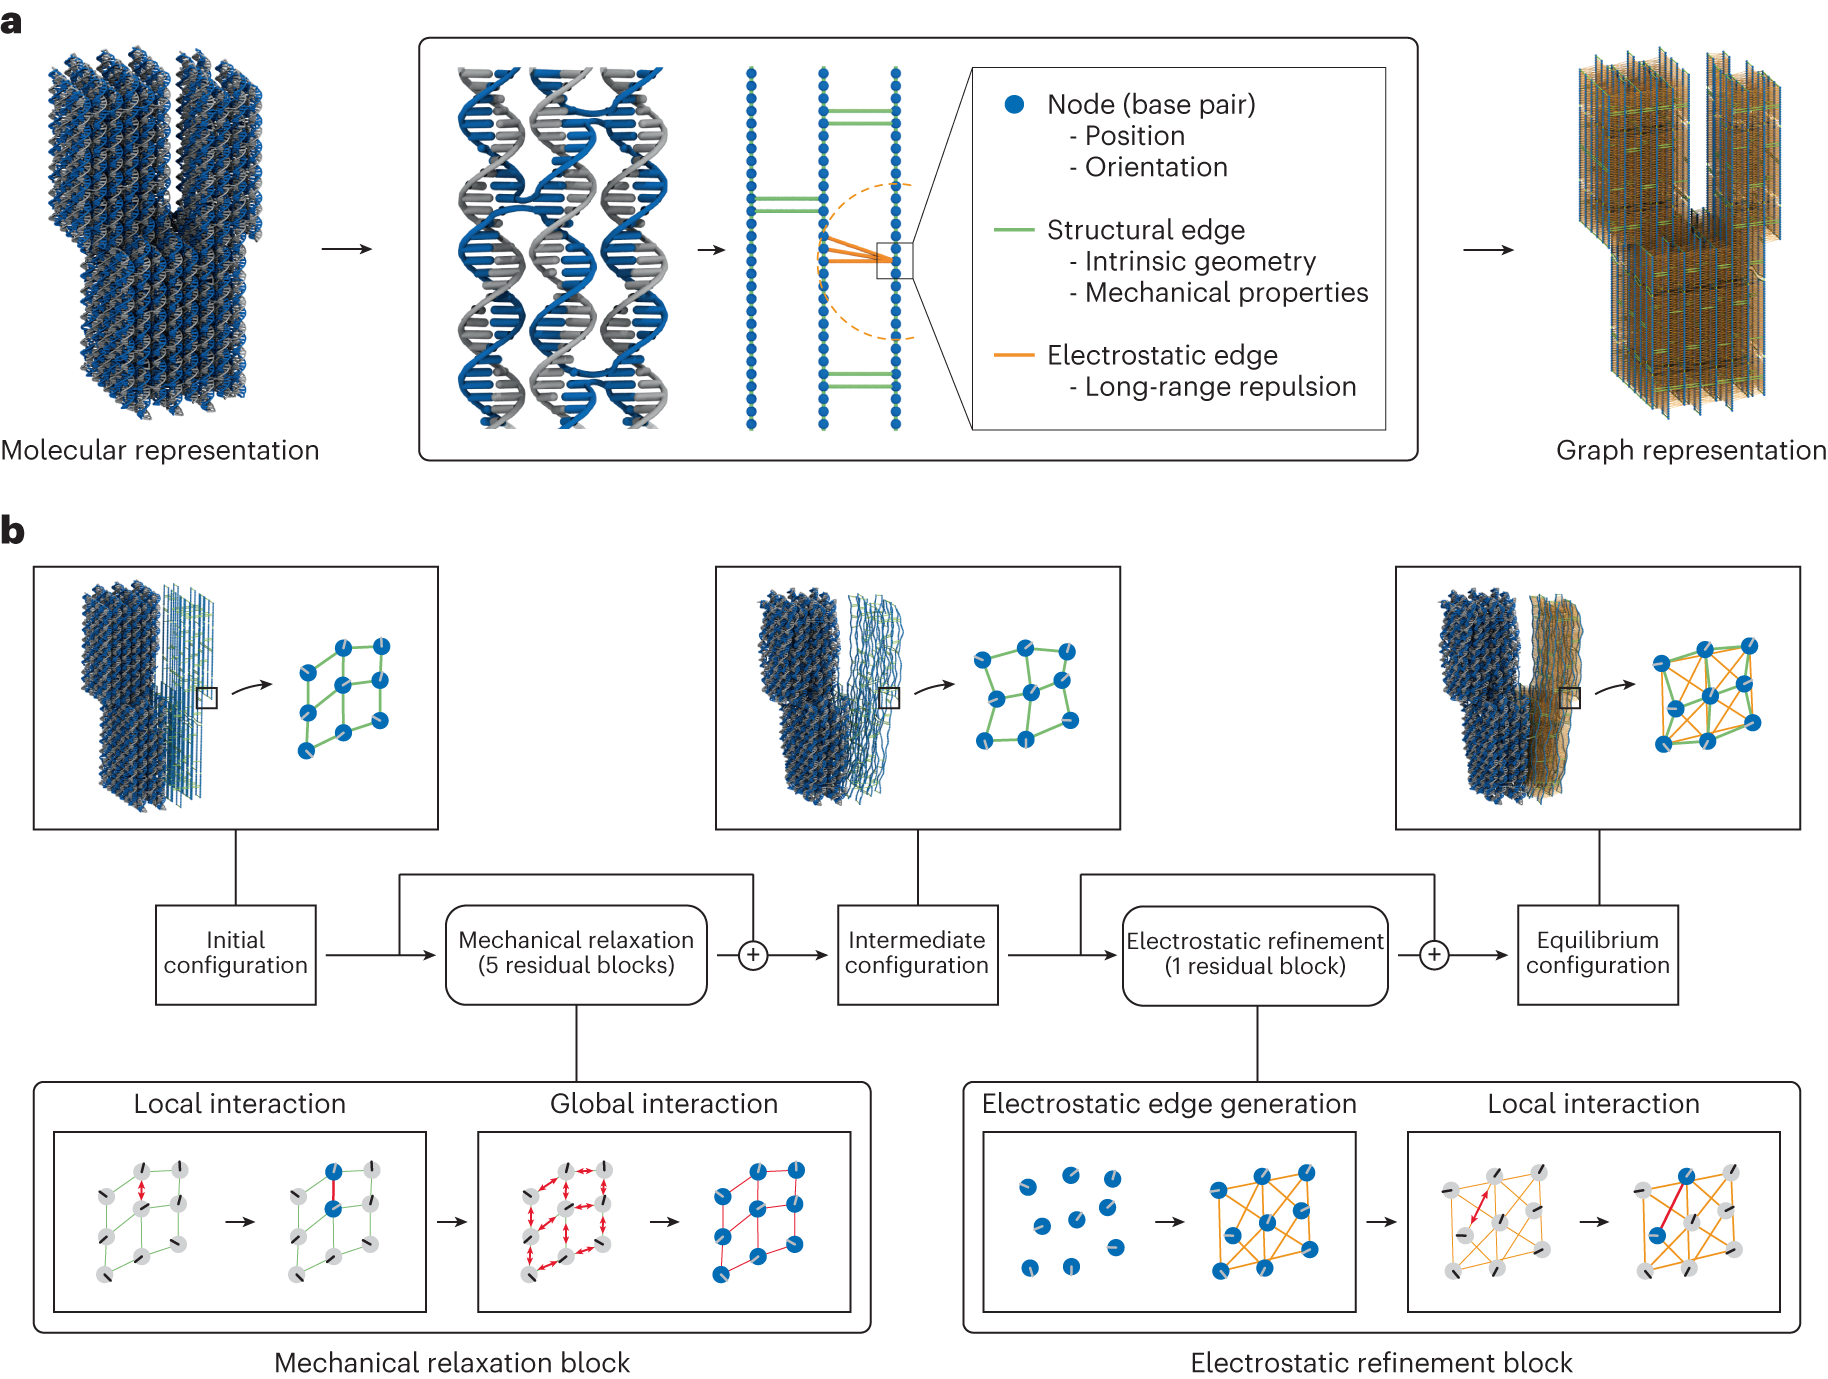 a
Node (base pair)
- Position
- Orientation
Structural edge
- Intrinsic geometry
- Mechanical properties
Electrostatic edge
- Long-range repulsion
Molecular representation
Graph representation
b
Initial
configuration
Mechanical relaxation
(5 residual blocks)
+
Intermediate
configuration
Electrostatic refinement
(1 residual block)
+
Equilibrium
configuration
Local interaction
Global interaction
Electrostatic edge generation
Local interaction
Mechanical relaxation block
Electrostatic refinement block